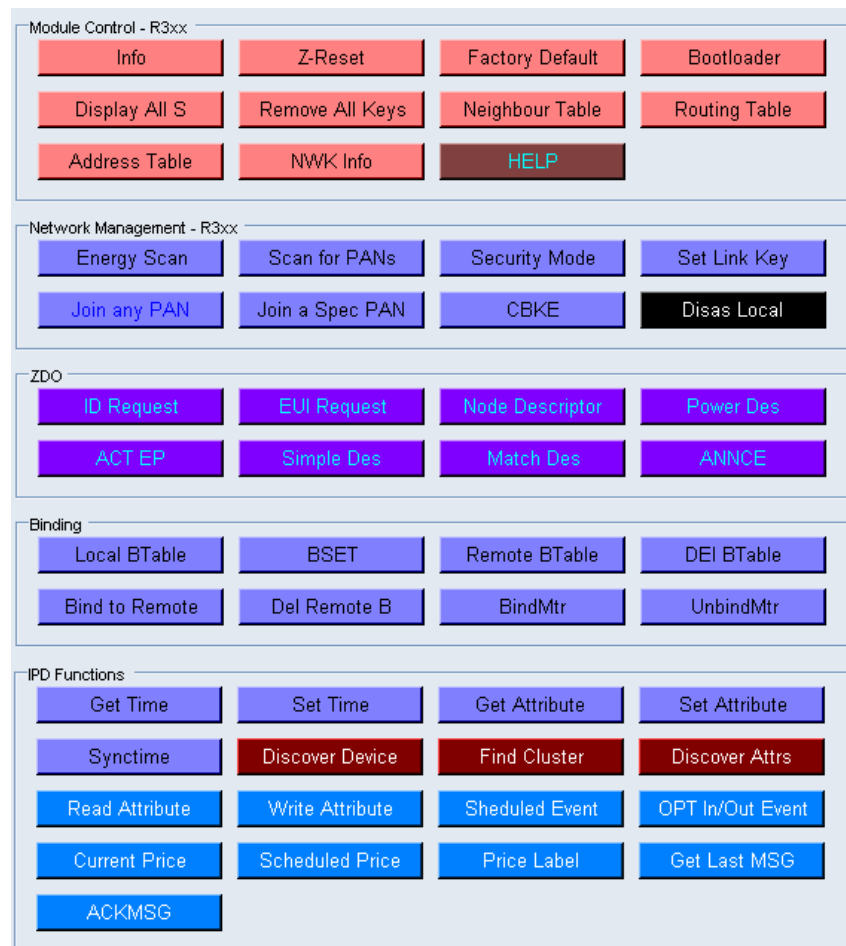 Module Control - R3xx
Info Z-Reset Factory Default Bootloader
Display All S Remove All Keys Neighbour Table Routing Table
Address Table NWK Info HELP
Network Management - R3xx
Energy Scan Scan for PANs Security Mode Set Link Key
Join any PAN Join a Spec PAN CBKE Disas Local
ZDO
ID Request EUI Request Node Descriptor Power Des
ACT EP Simple Des Match Des ANNCE
Binding
Local BTable BSET Remote BTable DEl BTable
Bind to Remote Del Remote B BindMtr UnbindMtr
IPD Functions
Get Time Set Time Get Attribute Set Attribute
Synctime Discover Device Find Cluster Discover Attrs
Read Attribute Write Attribute Sheduled Event OPT In/Out Event
Current Price Scheduled Price Price Label Get Last MSG
ACKMSG